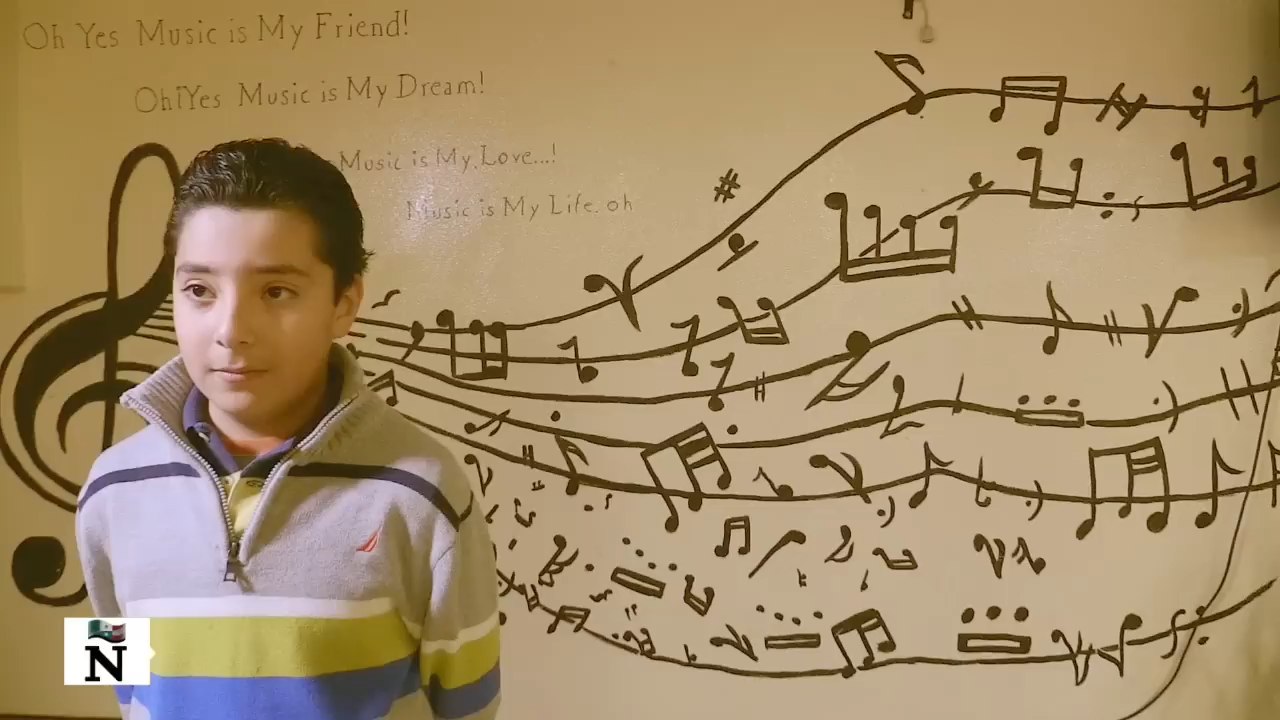 Oh Yes Music is My Friend!
Oh Yes Music is My Dream!
Music is My Love...!
Music is My Life, oh
N